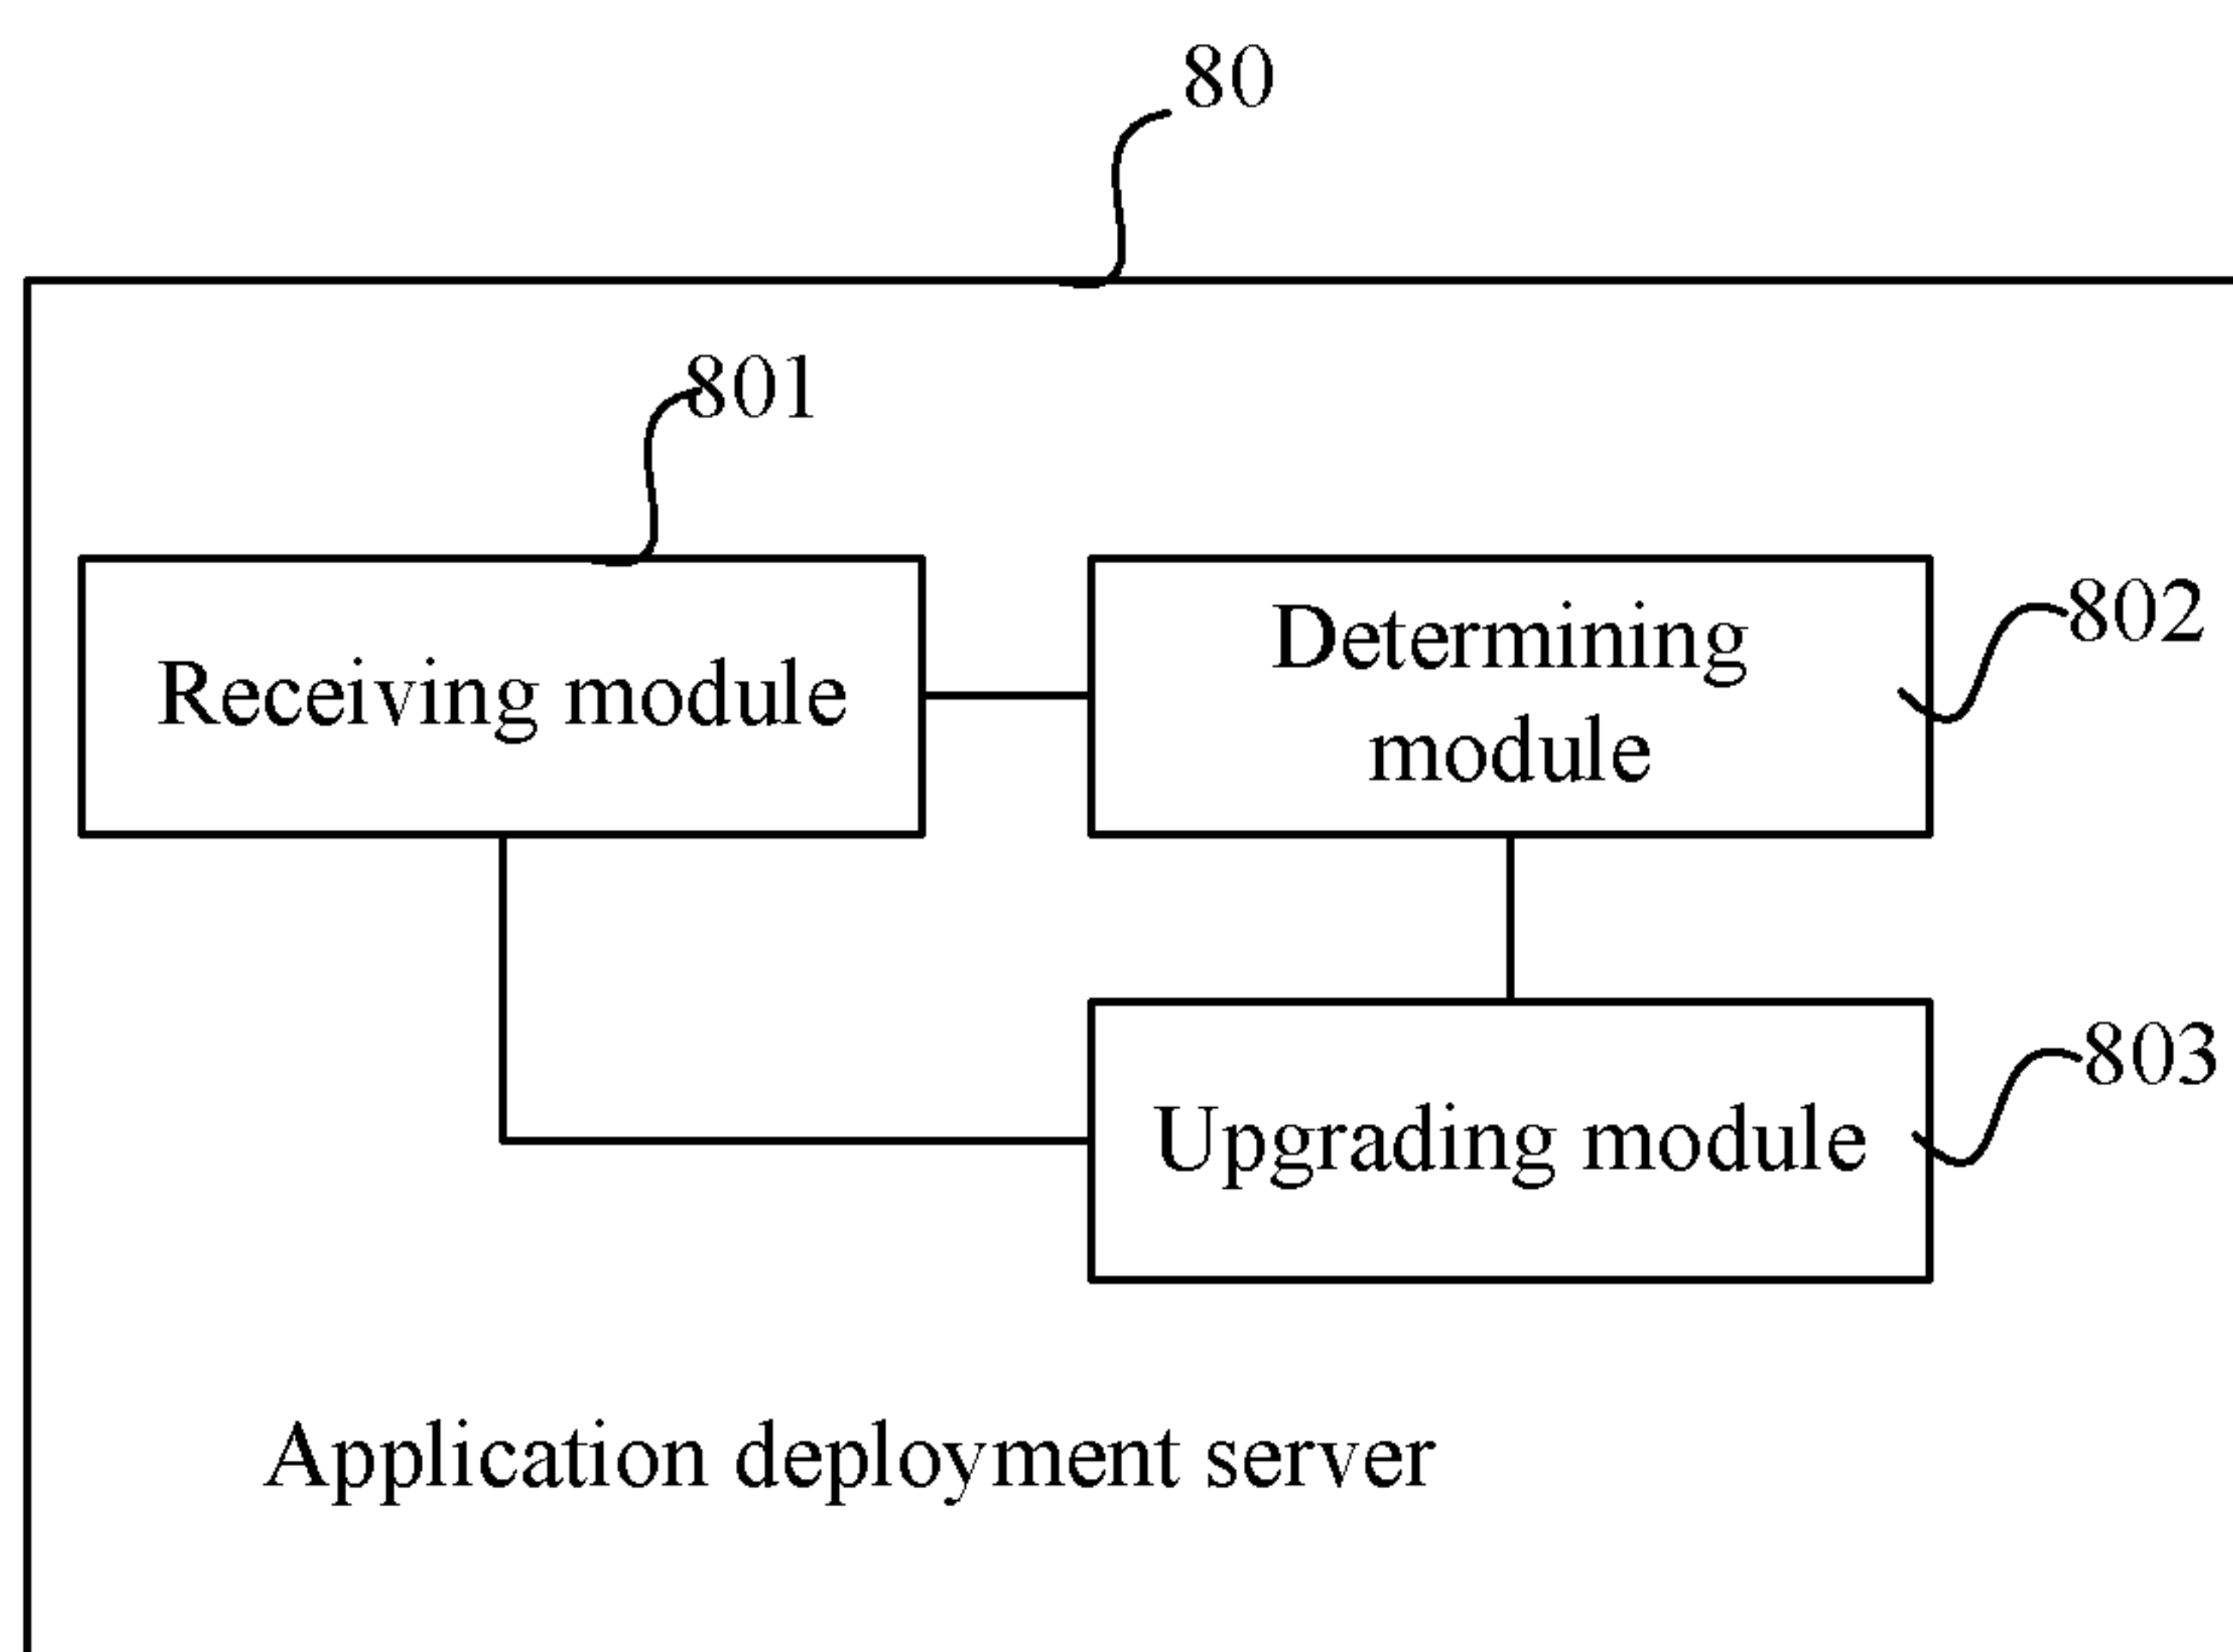 80
801
Receiving module
Determining
module
802
Upgrading module
803
Application deployment server